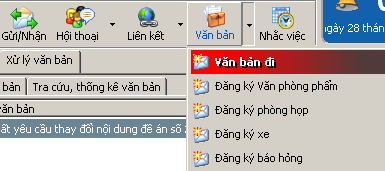 Gửi/Nhận Hội thoại Liên kết Văn bản Nhắc việc
ngày 28 thán
Xử lý văn bản
bản Tra cứu, thống kê văn bản
văn bản
ất yêu cầu thay đổi nội dung đề án số
Văn bản đi
Đăng ký Văn phòng phẩm
Đăng ký phòng họp
Đăng ký xe
Đăng ký báo hỏng